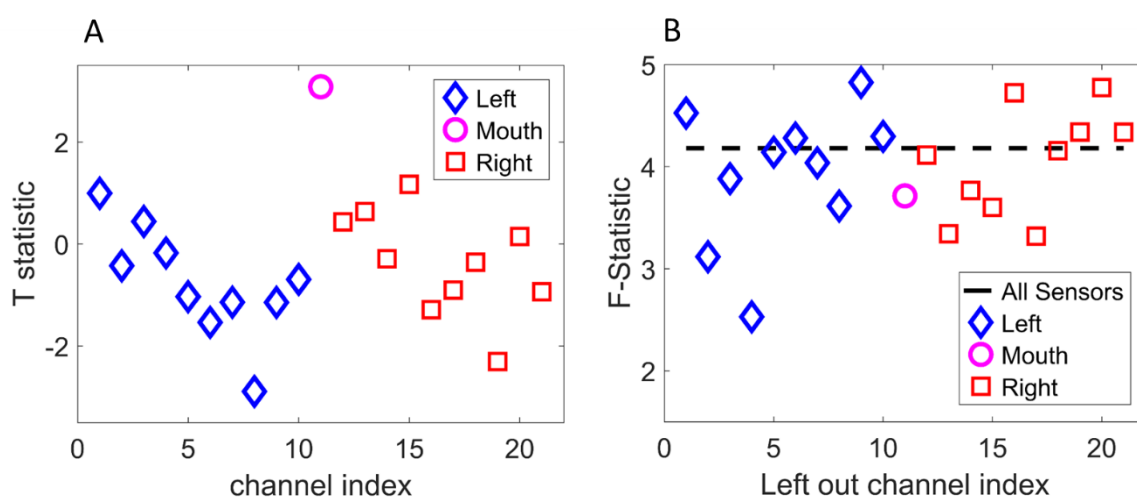 A
T statistic
2
0
-2
0
5
10
15
20
channel index
Left
Mouth
Right
B
F-Statistic
5
4
3
2
0
5
10
15
20
Left out channel index
All Sensors
Left
Mouth
Right